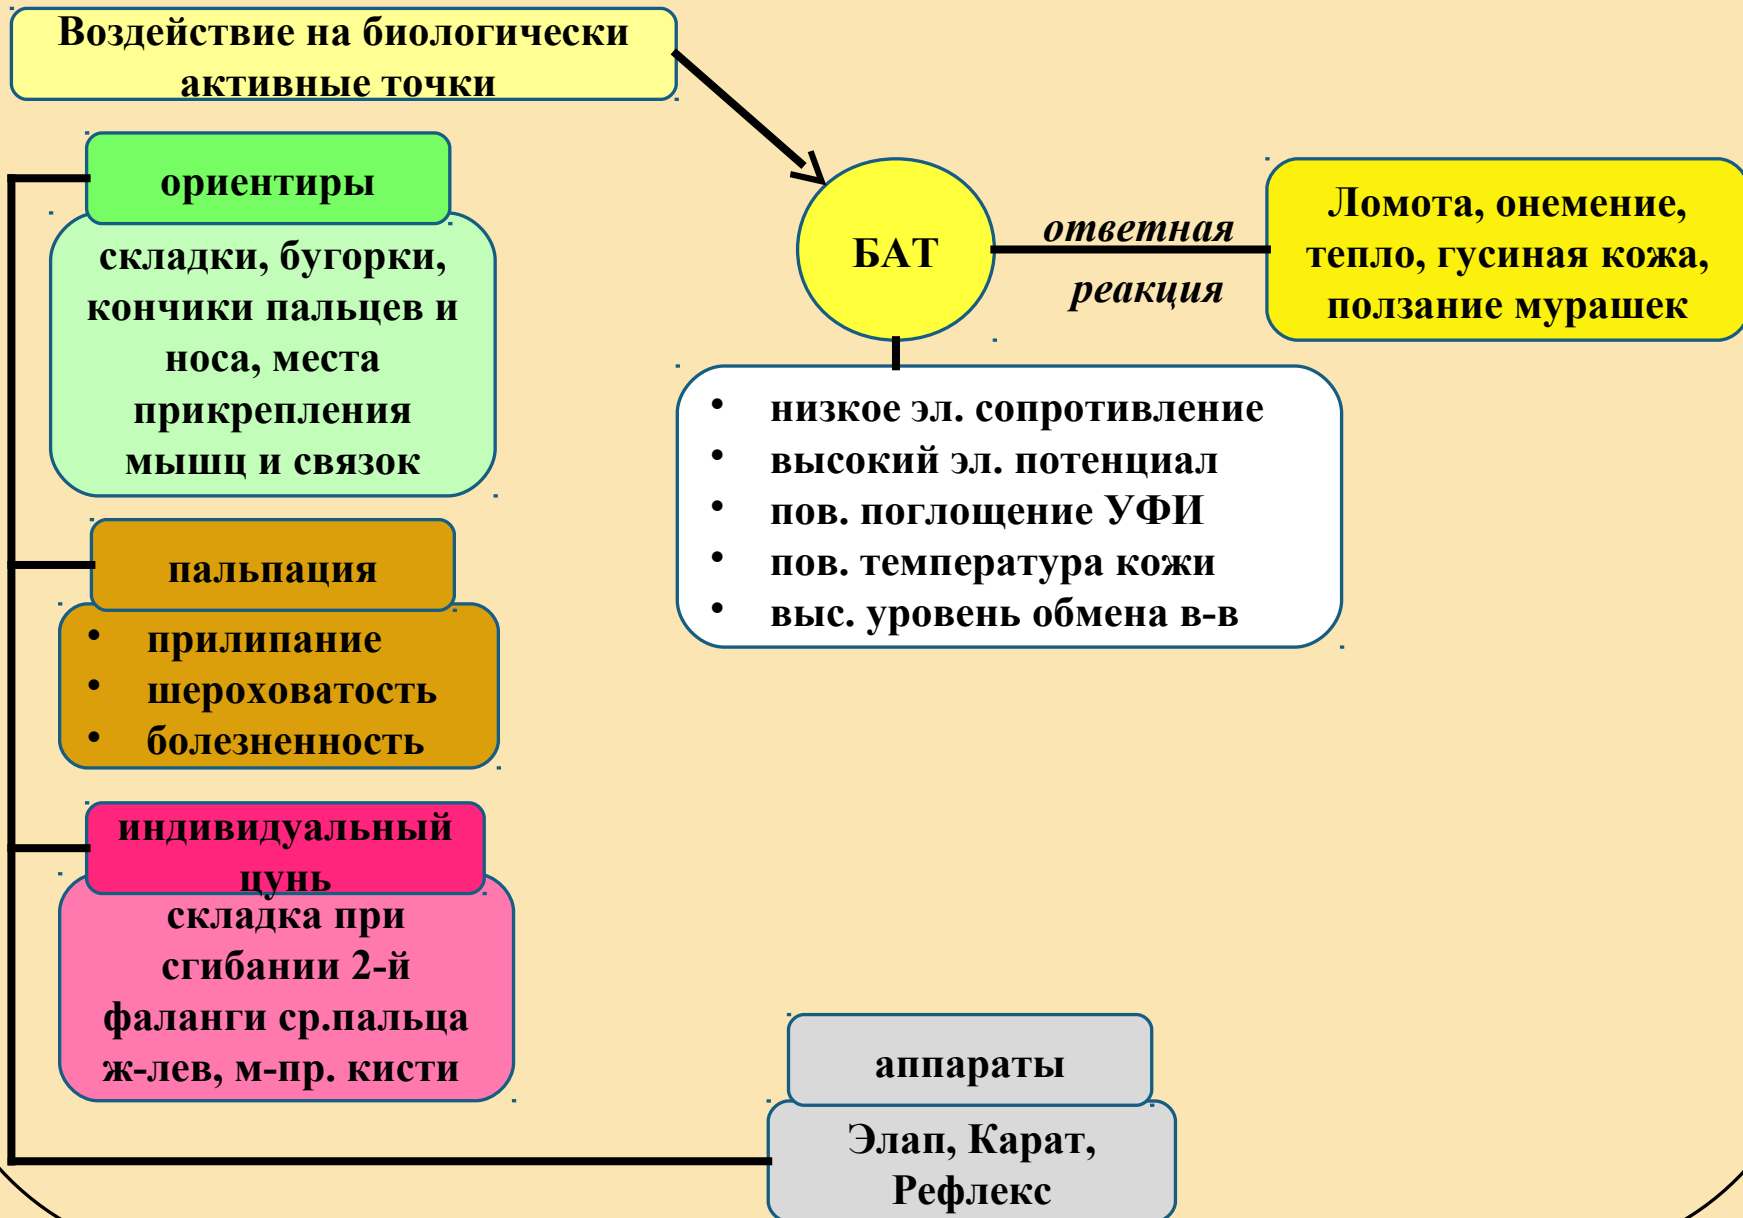 Воздействие на биологически
активные точки
ориентиры
складки, бугорки,
кончики пальцев и
носа, места
прикрепления
мышц и связок
БАТ
ответная
реакция
Ломота, онемение,
тепло, гусиная кожа,
ползание мурашек
• низкое эл. сопротивление
• высокий эл. потенциал
• пов. поглощение УФИ
• пов. температура кожи
• выс. уровень обмена в-в
пальпация
• прилипание
• шероховатость
• болезненность
индивидуальный
цунь
складка при
сгибании 2-й
фаланги ср.пальца
ж-лев, м-пр. кисти
аппараты
Элап, Карат,
Рефлекс